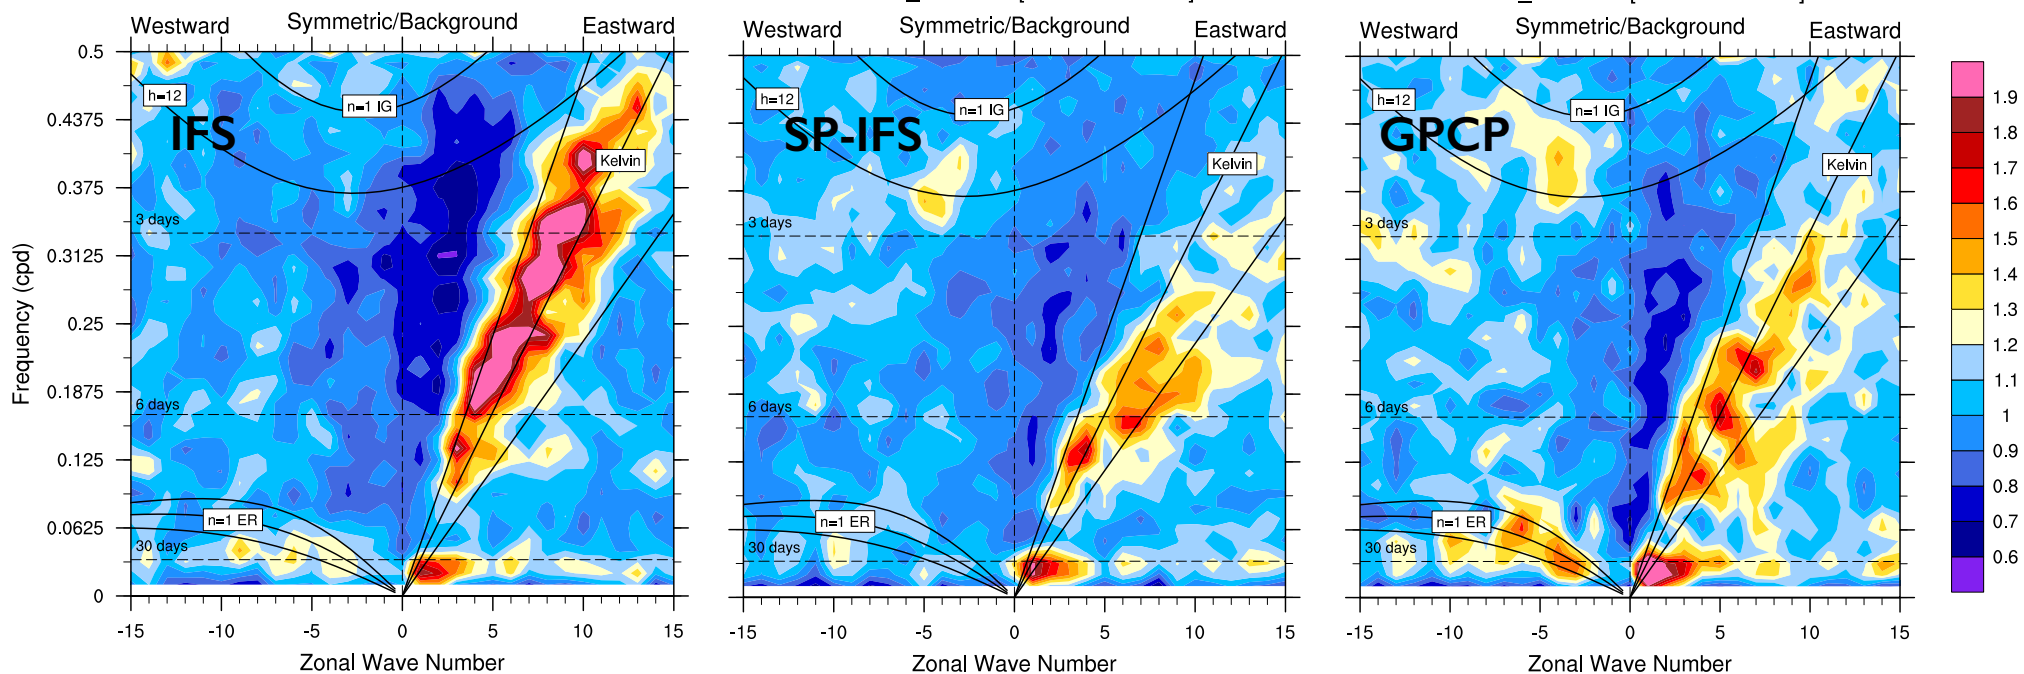 Westward Symmetric/Background Eastward
IFS
h=12
n=1 IG
Kelvin
3 days
6 days
n=1 ER
30 days
Frequency (cpd)
0.5
0.4375
0.375
0.3125
0.25
0.1875
0.125
0.0625
0
-15 -10 -5 0 5 10 15
Zonal Wave Number
Westward Symmetric/Background Eastward
SP-IFS
h=12
n=1 IG
Kelvin
3 days
6 days
n=1 ER
30 days
-15 -10 -5 0 5 10 15
Zonal Wave Number
Westward Symmetric/Background Eastward
GPCP
h=12
n=1 IG
Kelvin
3 days
6 days
n=1 ER
30 days
-15 -10 -5 0 5 10 15
Zonal Wave Number
1.9
1.8
1.7
1.6
1.5
1.4
1.3
1.2
1.1
1
0.9
0.8
0.7
0.6